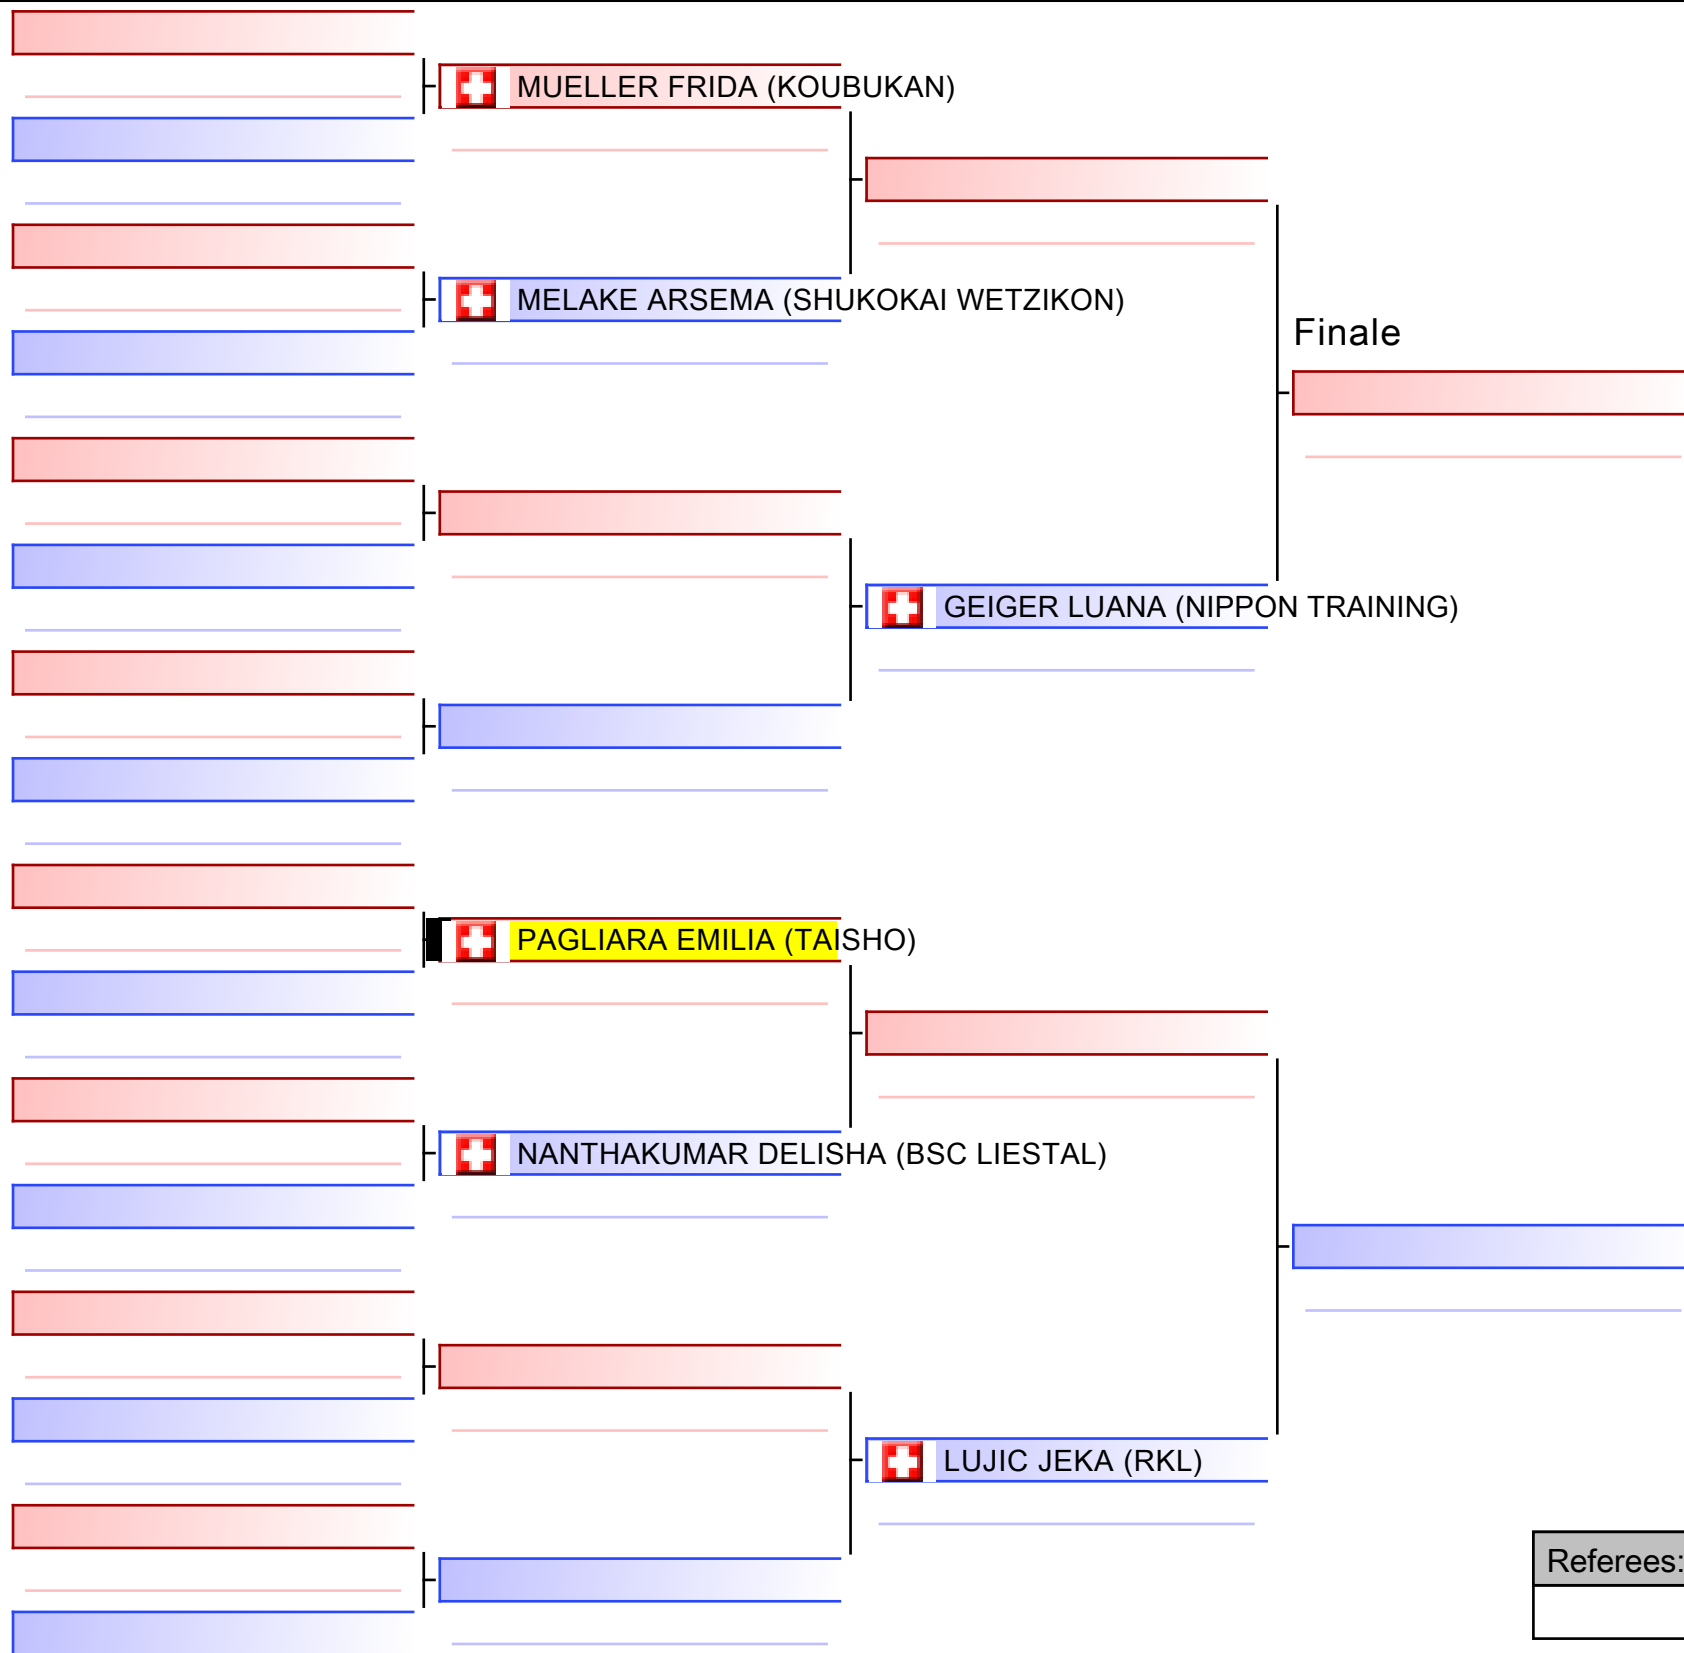 MUELLER FRIDA (KOUBUKAN)
MELAKE ARSEMA (SHUKOKAI WETZIKON)
Finale
GEIGER LUANA (NIPPON TRAINING)
PAGLIARA EMILIA (TAISHO)
NANTHAKUMAR DELISHA (BSC LIESTAL)
LUJIC JEKA (RKL)
Referees: